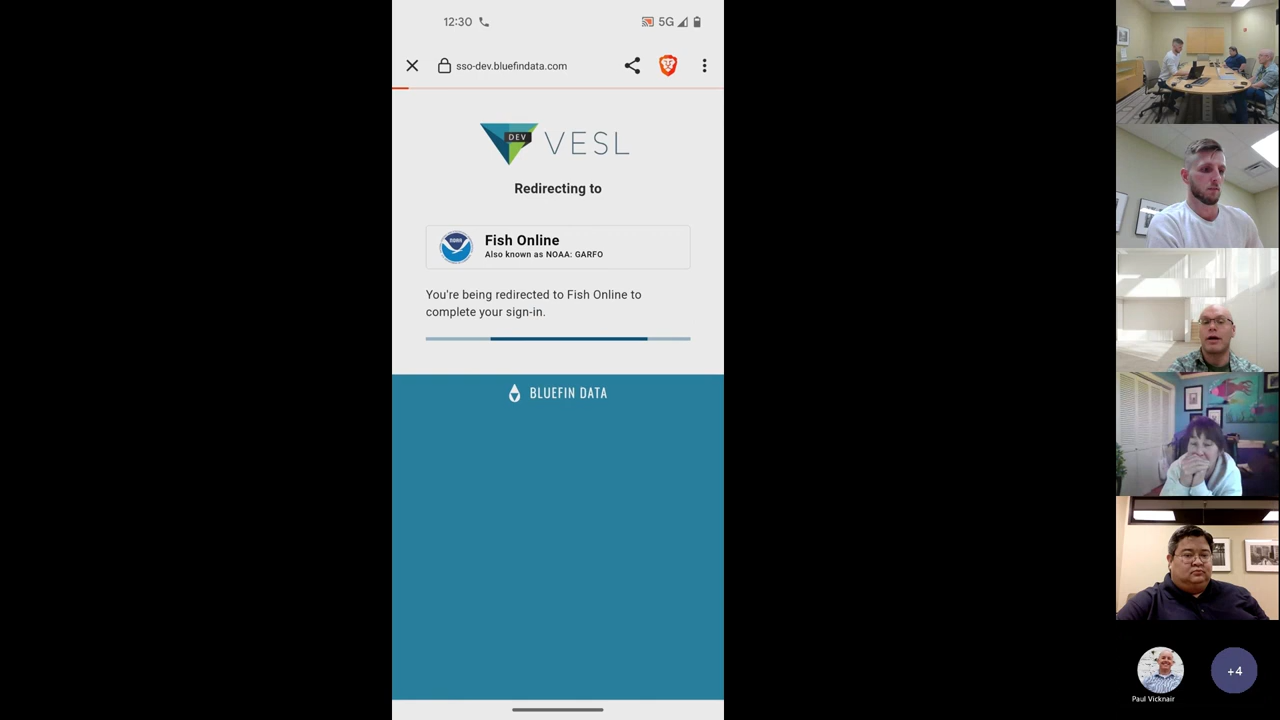 12:30
5G
sso-dev.bluefindata.com
DEV
VESL
Redirecting to
NOAA
Fish Online
Also known as NOAA: GARFO
You're being redirected to Fish Online to
complete your sign-in.
BLUEFIN DATA
Paul Vicknair
+4